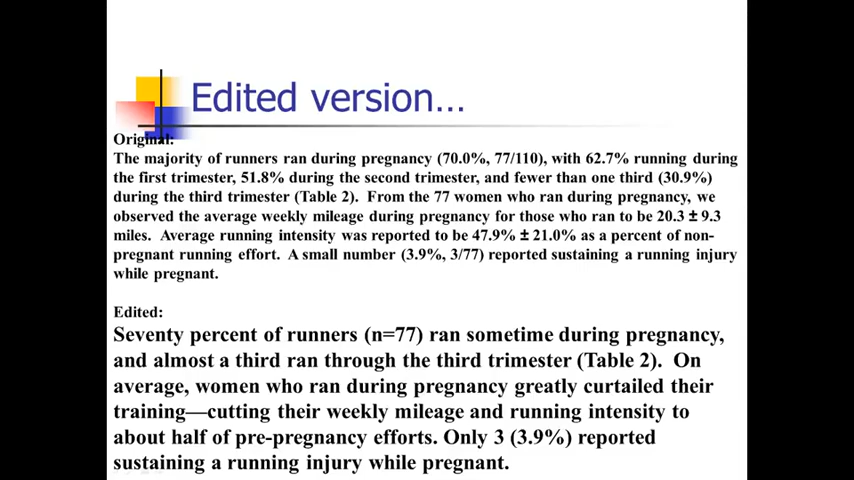 Edited version…
Original:
The majority of runners ran during pregnancy (70.0%, 77/110), with 62.7% running during
the first trimester, 51.8% during the second trimester, and fewer than one third (30.9%)
during the third trimester (Table 2).  From the 77 women who ran during pregnancy, we
observed the average weekly mileage during pregnancy for those who ran to be 20.3 ± 9.3
miles.  Average running intensity was reported to be 47.9% ± 21.0% as a percent of non-
pregnant running effort.  A small number (3.9%, 3/77) reported sustaining a running injury
while pregnant.
Edited:
Seventy percent of runners (n=77) ran sometime during pregnancy,
and almost a third ran through the third trimester (Table 2).  On
average, women who ran during pregnancy greatly curtailed their
training—cutting their weekly mileage and running intensity to
about half of pre-pregnancy efforts. Only 3 (3.9%) reported
sustaining a running injury while pregnant.